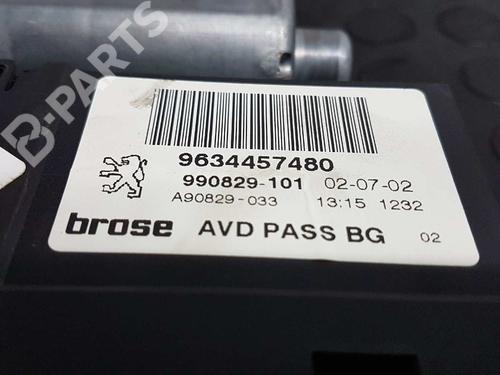 B-PARTS
9634457480
990829-101 02-07-02
A90829-033 13:15 1232
brose AVD PASS BG 02